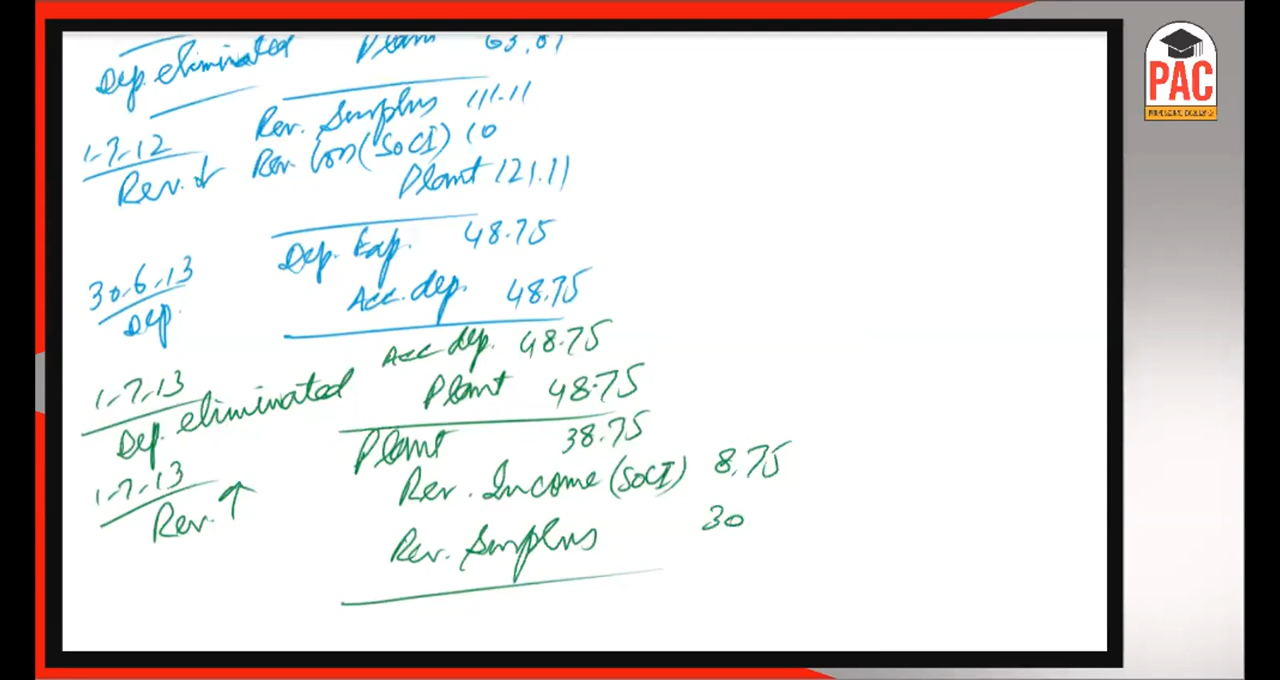 Dep. eliminated Plant
1-7-12 Rev. Surplus 111.11
Rev. ↓ Rev. loss (SOCI) 10
Plant 121.11
30.6.13 Dep. Exp. 48.75
Dep. Acc. dep. 48.75
1-7-13 Acc dep. 48.75
Dep. eliminated Plant 48.75
1-7-13 Plant 38.75
Rev. ↑ Rev. Income (SOCI) 8.75
Rev. Surplus 30
PAC